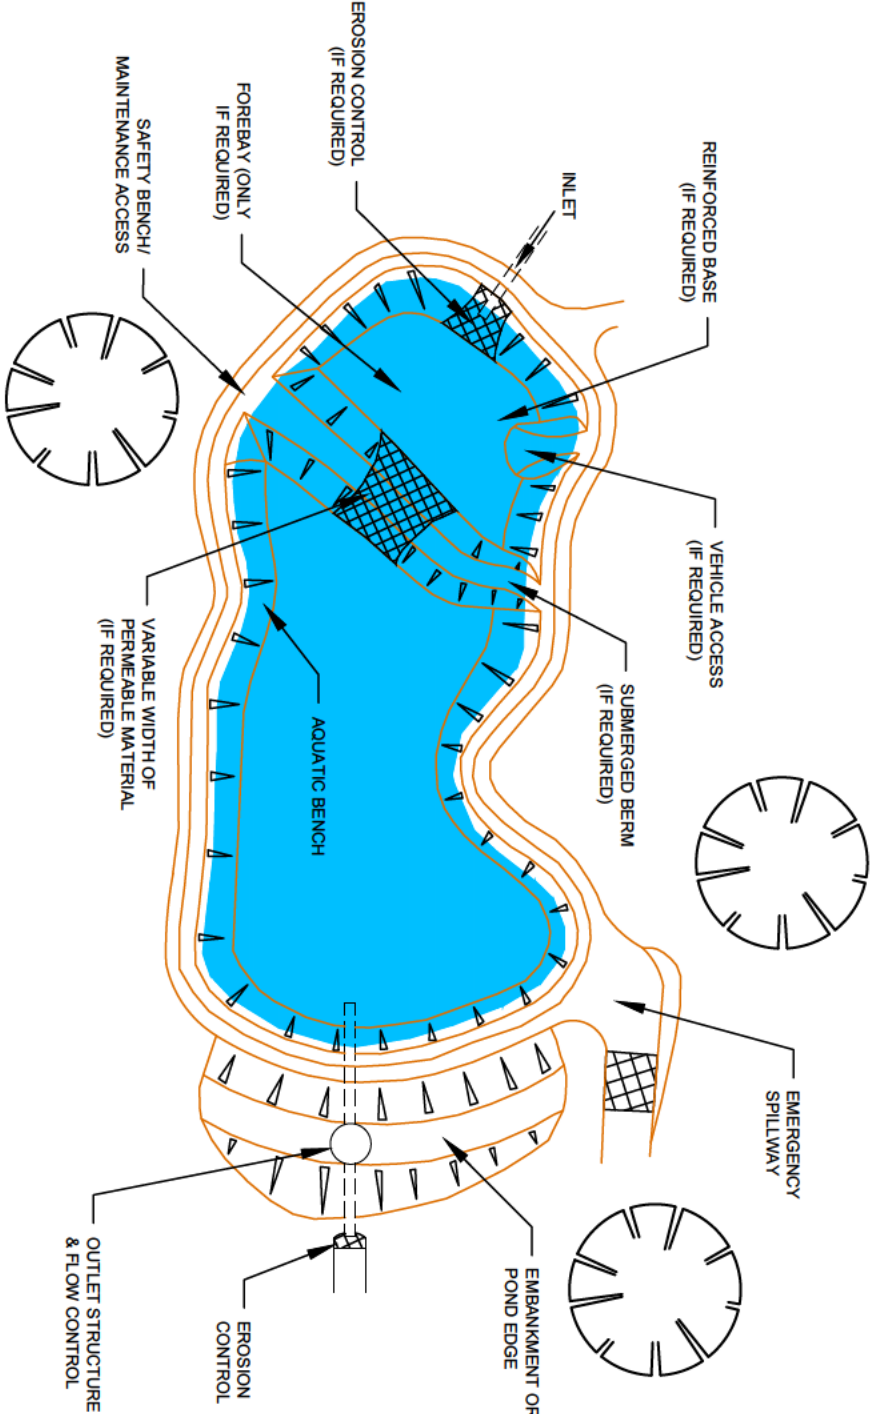 EROSION CONTROL
(IF REQUIRED)
FOREBAY (ONLY
IF REQUIRED)
SAFETY BENCH/
MAINTENANCE ACCESS
INLET
REINFORCED BASE
(IF REQUIRED)
VEHICLE ACCESS
(IF REQUIRED)
SUBMERGED BERM
(IF REQUIRED)
VARIABLE WIDTH OF
PERMEABLE MATERIAL
(IF REQUIRED)
AQUATIC BENCH
EMERGENCY
SPILLWAY
EMBANKMENT OR
POND EDGE
EROSION
CONTROL
OUTLET STRUCTURE
& FLOW CONTROL